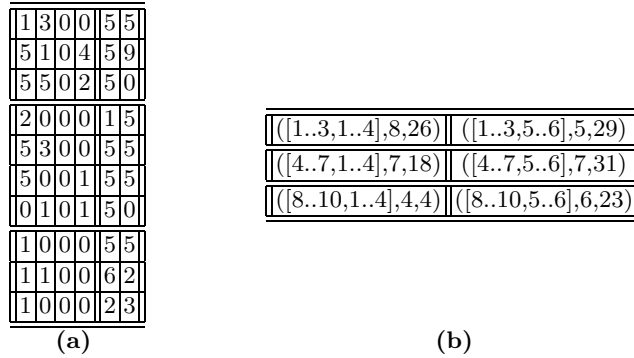 1 3 0 0 5 5
5 1 0 4 5 9
5 5 0 2 5 0
2 0 0 0 1 5
5 3 0 0 5 5
5 0 0 1 5 5
0 1 0 1 5 0
1 0 0 0 5 5
1 1 0 0 6 2
1 0 0 0 2 3
(a)
([1..3,1..4],8,26) ([1..3,5..6],5,29)
([4..7,1..4],7,18) ([4..7,5..6],7,31)
([8..10,1..4],4,4) ([8..10,5..6],6,23)
(b)